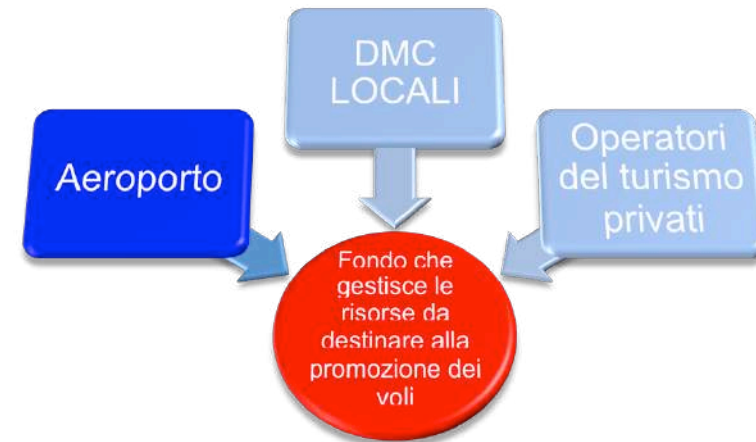 DMC
LOCALI
Aeroporto
Operatori
del turismo
privati
Fondo che
gestisce le
risorse da
destinare alla
promozione dei
voli